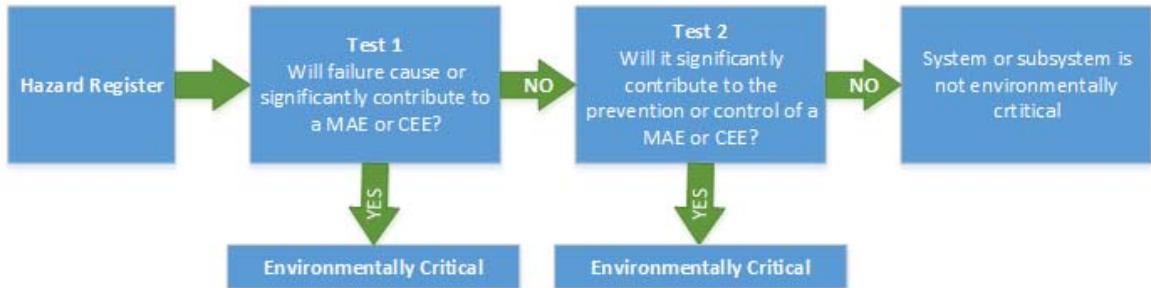 Hazard Register
Test 1
Will failure cause or
significantly contribute to
a MAE or CEE?
NO
Test 2
Will it significantly
contribute to the
prevention or control of a
MAE or CEE?
NO
System or subsystem is
not environmentally
crtitical
YES
YES
Environmentally Critical
Environmentally Critical